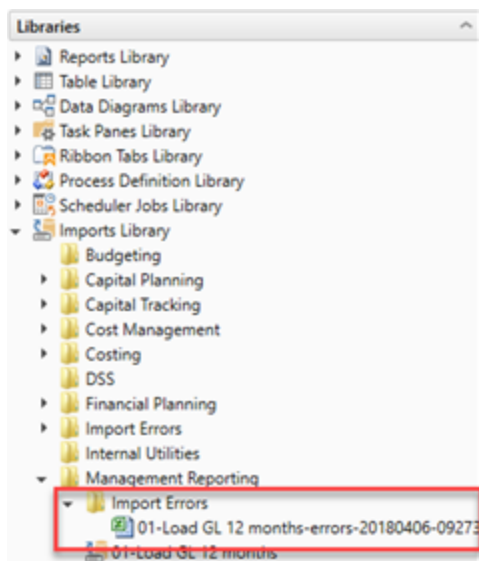 Libraries
Reports Library
Table Library
Data Diagrams Library
Task Panes Library
Ribbon Tabs Library
Process Definition Library
Scheduler Jobs Library
Imports Library
Budgeting
Capital Planning
Capital Tracking
Cost Management
Costing
DSS
Financial Planning
Import Errors
Internal Utilities
Management Reporting
Import Errors
01-Load GL 12 months-errors-20180406-09273
01-Load GL 12 months